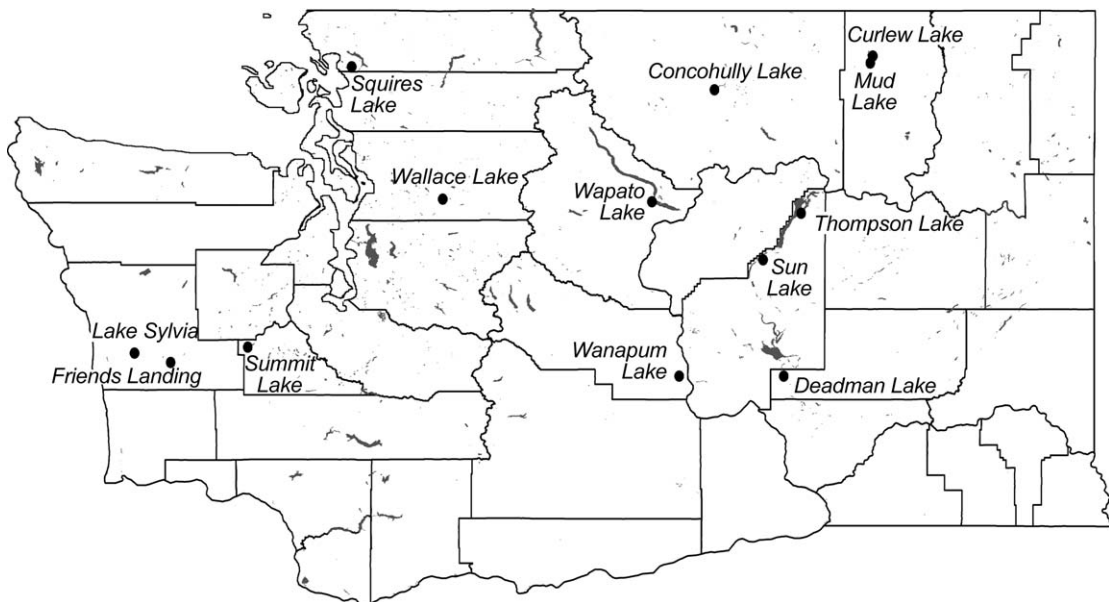 Curlew Lake
Concohully Lake
Mud
Lake
Squires
Lake
Wallace Lake
Wapato
Lake
Thompson Lake
Sun
Lake
Lake Sylvia
Friends Landing
Summit
Lake
Wanapum
Lake
Deadman Lake